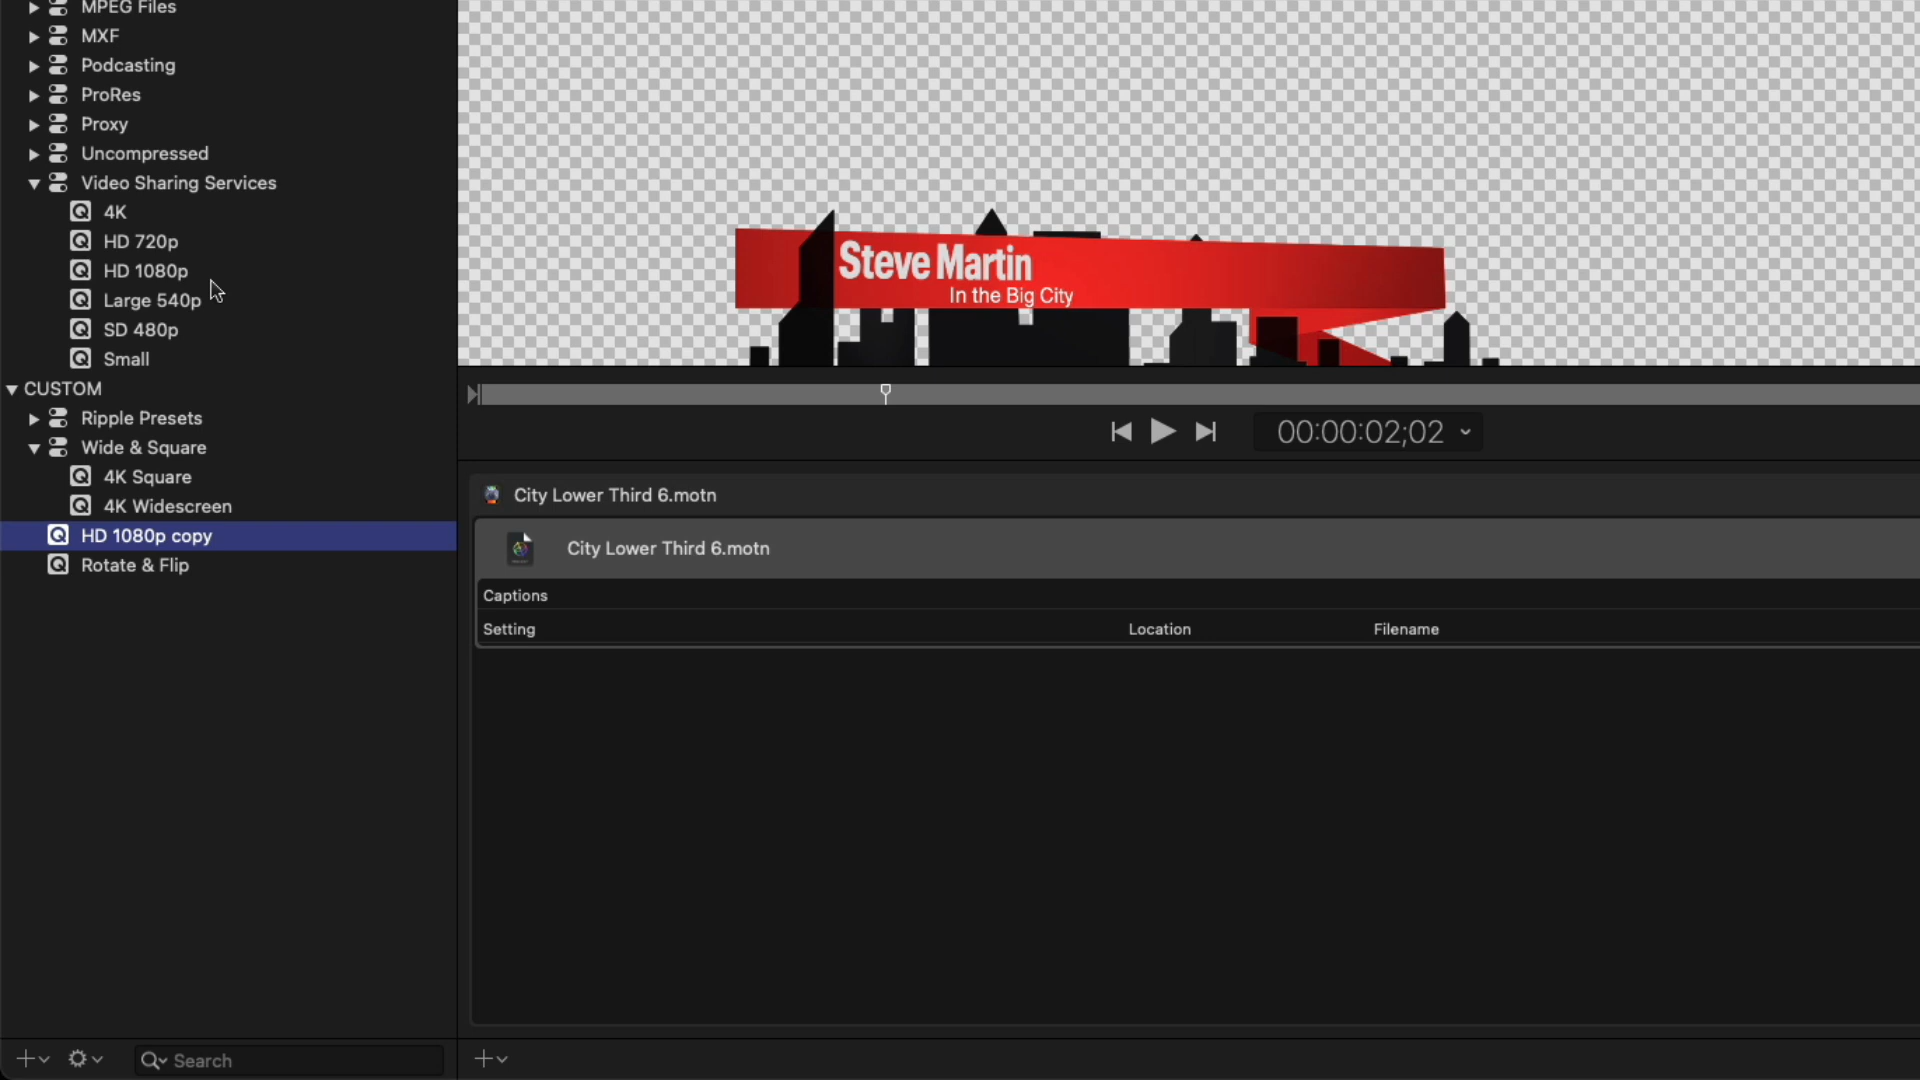 MPEG Files
MXF
Podcasting
ProRes
Proxy
Uncompressed
Video Sharing Services
4K
HD 720p
HD 1080p
Large 540p
SD 480p
Small
CUSTOM
Ripple Presets
Wide & Square
4K Square
4K Widescreen
HD 1080p copy
Rotate & Flip
Search
Steve Martin
In the Big City
00:00:02;02
City Lower Third 6.motn
City Lower Third 6.motn
Captions
Setting Location Filename